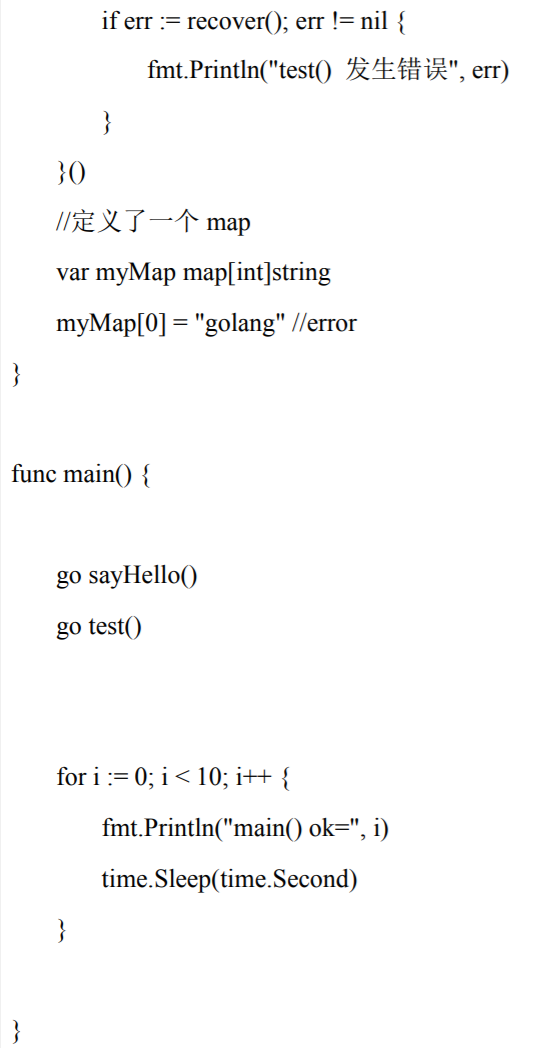 if err := recover(); err != nil {
fmt.Println("test() 发生错误", err)
}
}()
//定义了一个 map
var myMap map[int]string
myMap[0] = "golang" //error
}
func main() {
go sayHello()
go test()
for i := 0; i < 10; i++ {
fmt.Println("main() ok=", i)
time.Sleep(time.Second)
}
}